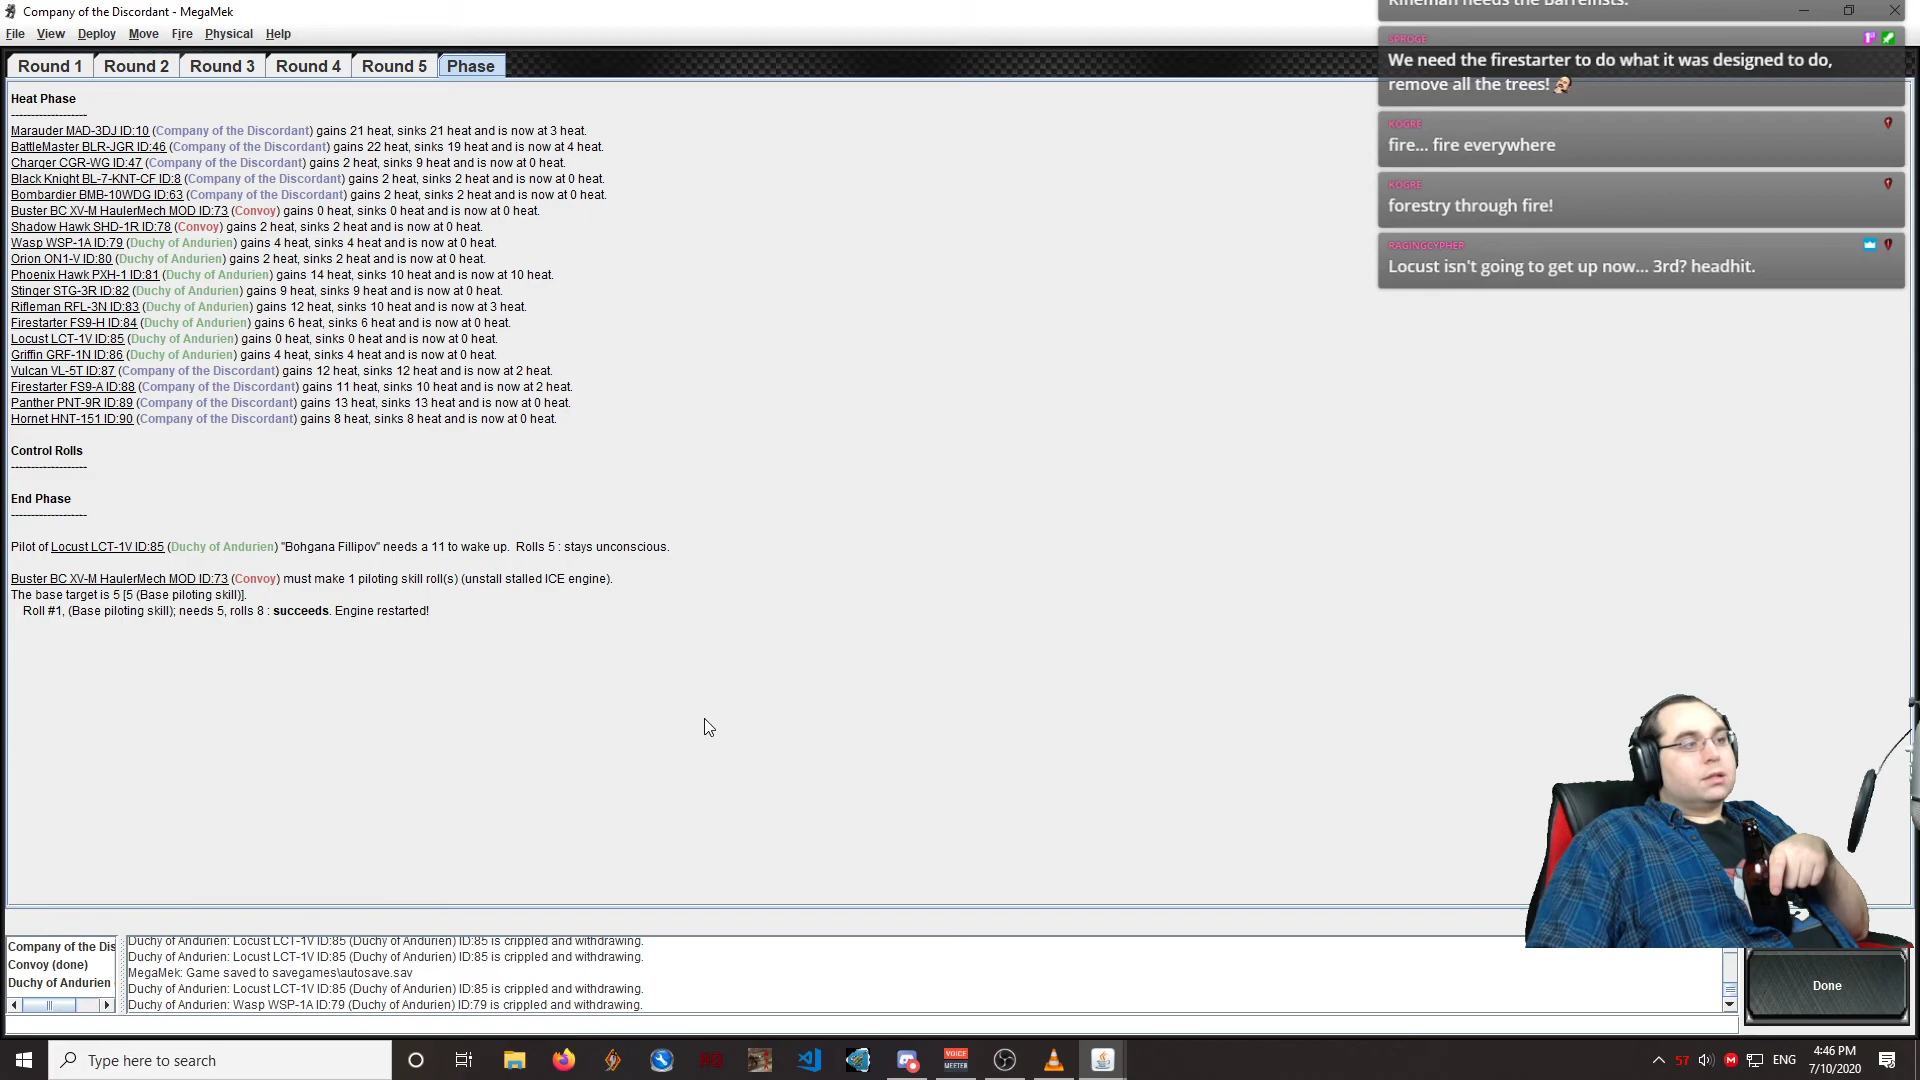 Company of the Discordant - MegaMek
File View Deploy Move Fire Physical Help
Round 1 Round 2 Round 3 Round 4 Round 5 Phase
Heat Phase
-------------------
Marauder MAD-3DJ ID:10 (Company of the Discordant) gains 21 heat, sinks 21 heat and is now at 3 heat.
BattleMaster BLR-JGR ID:46 (Company of the Discordant) gains 22 heat, sinks 19 heat and is now at 4 heat.
Charger CGR-WG ID:47 (Company of the Discordant) gains 2 heat, sinks 9 heat and is now at 0 heat.
Black Knight BL-7-KNT-CF ID:8 (Company of the Discordant) gains 2 heat, sinks 2 heat and is now at 0 heat.
Bombardier BMB-10WDG ID:63 (Company of the Discordant) gains 2 heat, sinks 2 heat and is now at 0 heat.
Buster BC XV-M HaulerMech MOD ID:73 (Convoy) gains 0 heat, sinks 0 heat and is now at 0 heat.
Shadow Hawk SHD-1R ID:78 (Convoy) gains 2 heat, sinks 2 heat and is now at 0 heat.
Wasp WSP-1A ID:79 (Duchy of Andurien) gains 4 heat, sinks 4 heat and is now at 0 heat.
Orion ON1-V ID:80 (Duchy of Andurien) gains 2 heat, sinks 2 heat and is now at 0 heat.
Phoenix Hawk PXH-1 ID:81 (Duchy of Andurien) gains 14 heat, sinks 10 heat and is now at 10 heat.
Stinger STG-3R ID:82 (Duchy of Andurien) gains 9 heat, sinks 9 heat and is now at 0 heat.
Rifleman RFL-3N ID:83 (Duchy of Andurien) gains 12 heat, sinks 10 heat and is now at 3 heat.
Firestarter FS9-H ID:84 (Duchy of Andurien) gains 6 heat, sinks 6 heat and is now at 0 heat.
Locust LCT-1V ID:85 (Duchy of Andurien) gains 0 heat, sinks 0 heat and is now at 0 heat.
Griffin GRF-1N ID:86 (Duchy of Andurien) gains 4 heat, sinks 4 heat and is now at 0 heat.
Vulcan VL-5T ID:87 (Company of the Discordant) gains 12 heat, sinks 12 heat and is now at 2 heat.
Firestarter FS9-A ID:88 (Company of the Discordant) gains 11 heat, sinks 10 heat and is now at 2 heat.
Panther PNT-9R ID:89 (Company of the Discordant) gains 13 heat, sinks 13 heat and is now at 0 heat.
Hornet HNT-151 ID:90 (Company of the Discordant) gains 8 heat, sinks 8 heat and is now at 0 heat.
Control Rolls
-------------------
End Phase
-------------------
Pilot of Locust LCT-1V ID:85 (Duchy of Andurien) "Bohgana Fillipov" needs a 11 to wake up. Rolls 5 : stays unconscious.
Buster BC XV-M HaulerMech MOD ID:73 (Convoy) must make 1 piloting skill roll(s) (unstall stalled ICE engine).
The base target is 5 [5 (Base piloting skill)].
Roll #1, (Base piloting skill); needs 5, rolls 8 : succeeds. Engine restarted!
Rifleman needs the Barrelfists.
SPROGE
We need the firestarter to do what it was designed to do,
remove all the trees!
KOGRE
fire... fire everywhere
KOGRE
forestry through fire!
RAGINGCYPHER
Locust isn't going to get up now... 3rd? headhit.
Company of the Dis
Convoy (done)
Duchy of Andurien
Duchy of Andurien: Locust LCT-1V ID:85 (Duchy of Andurien) ID:85 is crippled and withdrawing.
Duchy of Andurien: Locust LCT-1V ID:85 (Duchy of Andurien) ID:85 is crippled and withdrawing.
MegaMek: Game saved to savegames\autosave.sav
Duchy of Andurien: Locust LCT-1V ID:85 (Duchy of Andurien) ID:85 is crippled and withdrawing.
Duchy of Andurien: Wasp WSP-1A ID:79 (Duchy of Andurien) ID:79 is crippled and withdrawing.
Done
Type here to search
VOICE
MEETER
57
ENG
4:46 PM
7/10/2020